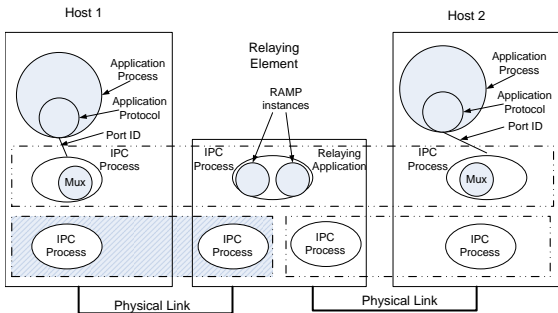 Host 1
Host 2
Relaying
Element
Application
Process
Application
Protocol
Port ID
RAMP
instances
Application
Process
Application
Protocol
Port ID
IPC
Process
Mux
IPC
Process
Relaying
Application
IPC
Process
Mux
IPC
Process
IPC
Process
IPC
Process
IPC
Process
Physical Link
Physical Link